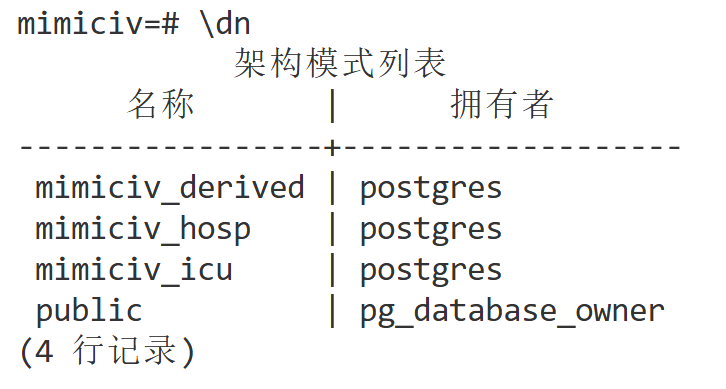 mimiciv=# \dn
架构模式列表
名称 | 拥有者
-----------------+-------------------
mimiciv_derived | postgres
mimiciv_hosp | postgres
mimiciv_icu | postgres
public | pg_database_owner
(4 行记录)